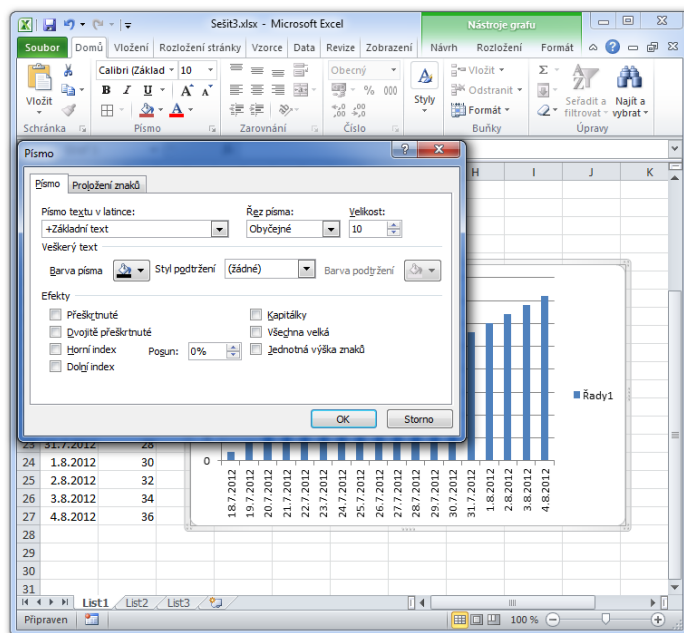 Sešit3.xlsx - Microsoft Excel
Nástroje grafu
Soubor Domů Vložení Rozložení stránky Vzorce Data Revize Zobrazení Návrh Rozložení Formát
Calibri (Základ 10
Obecný
Vložit
Odstranit
Formát
B I U A A
% 000
Vložit
Styly
Seřadit a filtrovat
Najít a vybrat
Schránka Písmo Zarovnání Číslo Buňky Úpravy
Písmo
Písmo Proložení znaků
Písmo textu v latince: Řez písma: Velikost:
+Základní text Obyčejné 10
Veškerý text
Barva písma Styl podtržení (žádné) Barva podtržení
Efekty
Přeškrtnuté Kapitálky
Dvojitě přeškrtnuté Všechna velká
Horní index Posun: 0% Jednotná výška znaků
Dolní index
OK Storno
H I J K
Řady1
0
18.7.2012 19.7.2012 20.7.2012 21.7.2012 22.7.2012 23.7.2012 24.7.2012 25.7.2012 26.7.2012 27.7.2012 28.7.2012 29.7.2012 30.7.2012 31.7.2012 1.8.2012 2.8.2012 3.8.2012 4.8.2012
23 31.7.2012 28
24 1.8.2012 30
25 2.8.2012 32
26 3.8.2012 34
27 4.8.2012 36
28
29
30
31
List1 List2 List3
Připraven 100 %